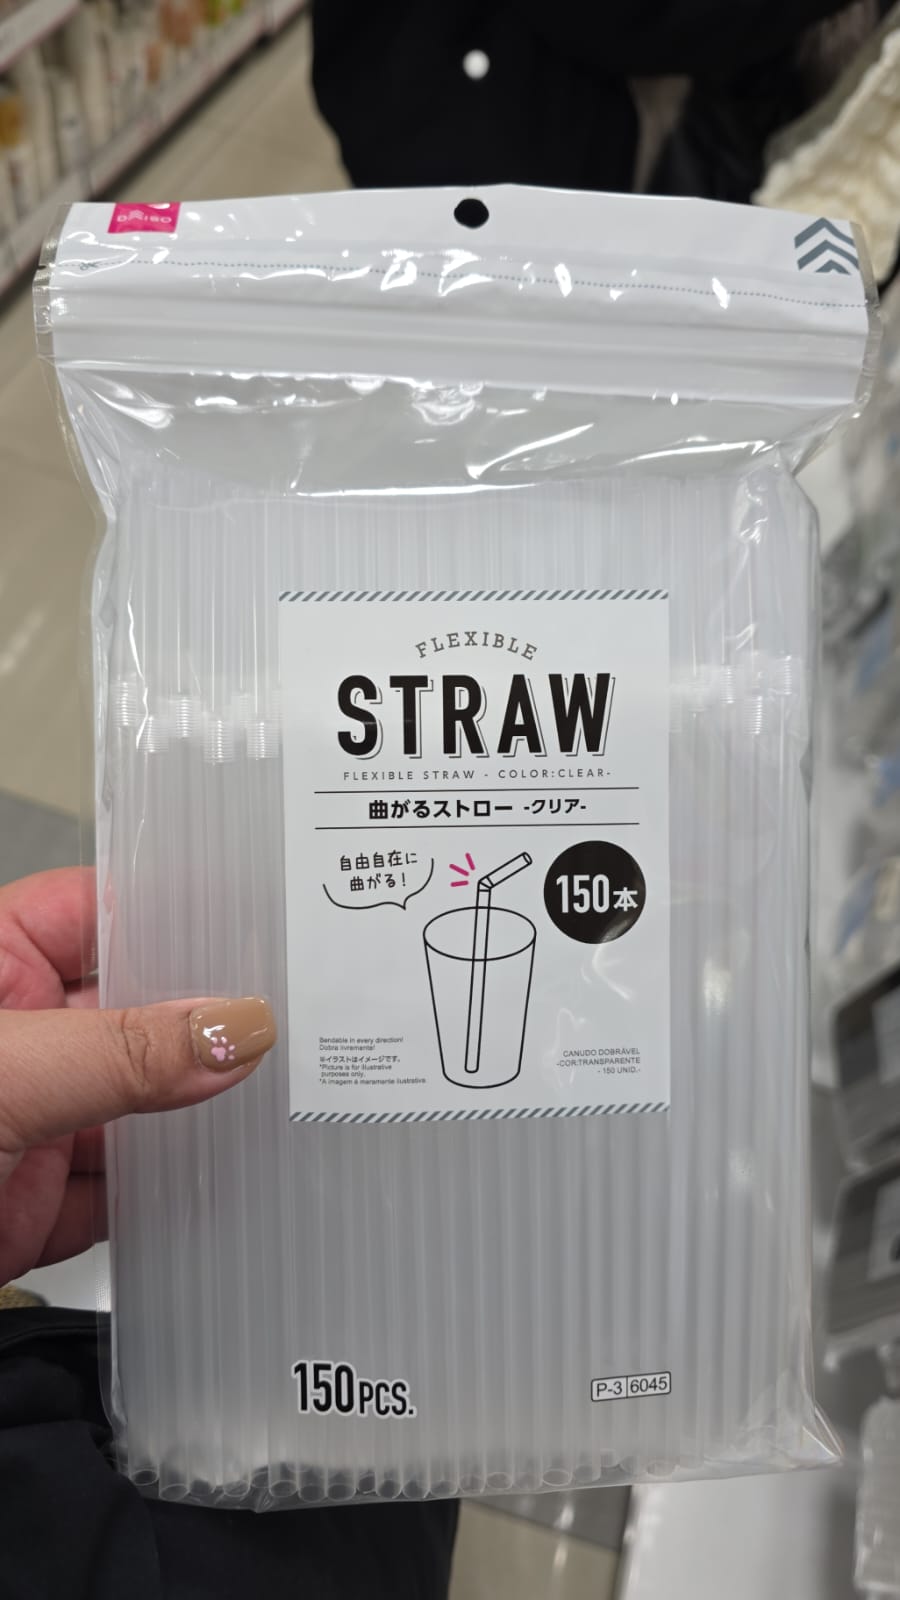 DAISO
FLEXIBLE
STRAW
FLEXIBLE STRAW - COLOR:CLEAR-
曲がるストロー -クリア-
自由自在に
曲がる！
150本
Bendable in every direction!
Dobra livremente!
※イラストはイメージです。
*Picture is for illustrative
purposes only.
*A imagem é meramente ilustrativa.
CANUDO DOBRÁVEL
-COR:TRANSPARENTE
- 150 UNID.-
150PCS.
P-3 6045